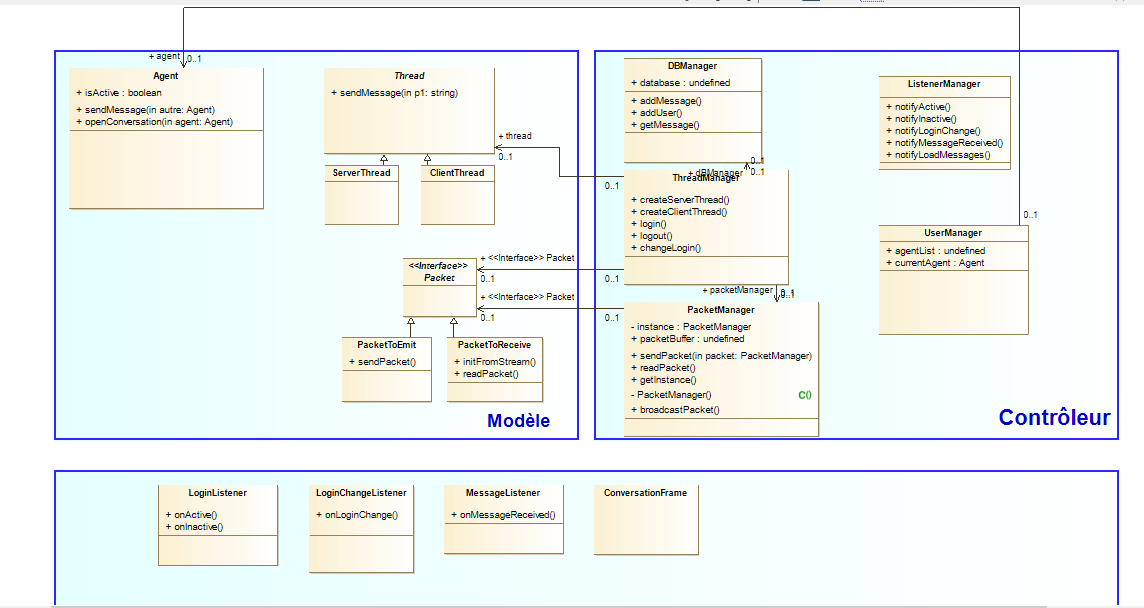 + agent
0..1
Agent
+ isActive : boolean
+ sendMessage(in autre: Agent)
+ openConversation(in agent: Agent)
Thread
+ sendMessage(in p1: string)
ServerThread
ClientThread
+ thread
0..1
<<Interface>>
Packet
+ <<Interface>> Packet
0..1
+ <<Interface>> Packet
0..1
PacketToEmit
+ sendPacket()
PacketToReceive
+ initFromStream()
+ readPacket()
Modèle
DBManager
+ database : undefined
+ addMessage()
+ addUser()
+ getMessage()
0..1
+ dBManager
0..1
ThreadManager
0..1
+ createServerThread()
+ createClientThread()
+ login()
+ logout()
+ changeLogin()
0..1
+ packetManager
0..1
0..1
PacketManager
- instance : PacketManager
+ packetBuffer : undefined
+ sendPacket(in packet: PacketManager)
+ readPacket()
+ getInstance()
- PacketManager()
C()
+ broadcastPacket()
ListenerManager
+ notifyActive()
+ notifyInactive()
+ notifyLoginChange()
+ notifyMessageReceived()
+ notifyLoadMessages()
0..1
UserManager
+ agentList : undefined
+ currentAgent : Agent
Contrôleur
LoginListener
+ onActive()
+ onInactive()
LoginChangeListener
+ onLoginChange()
MessageListener
+ onMessageReceived()
ConversationFrame